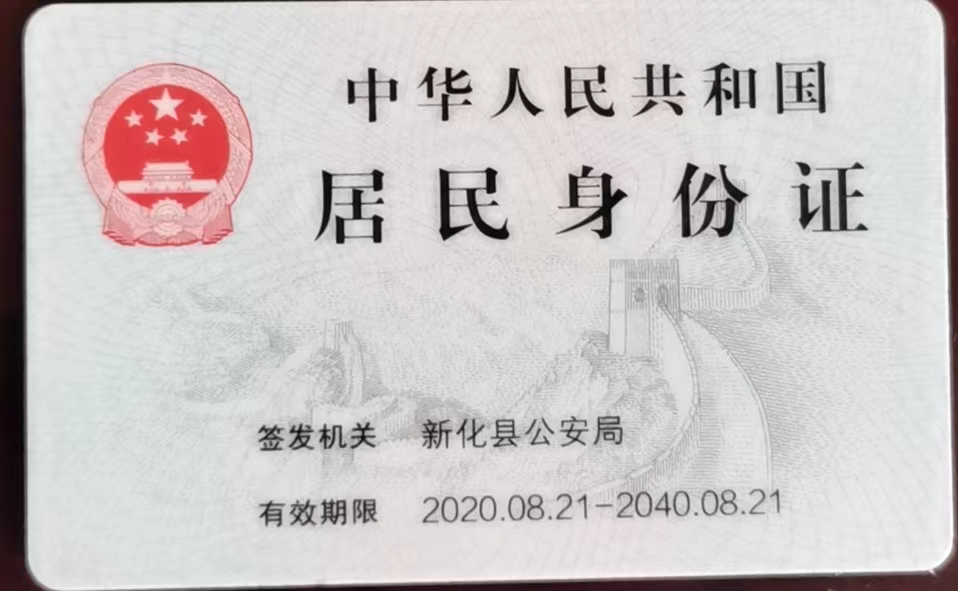 中华人民共和国
居民身份证
签发机关 新化县公安局
有效期限 2020.08.21-2040.08.21